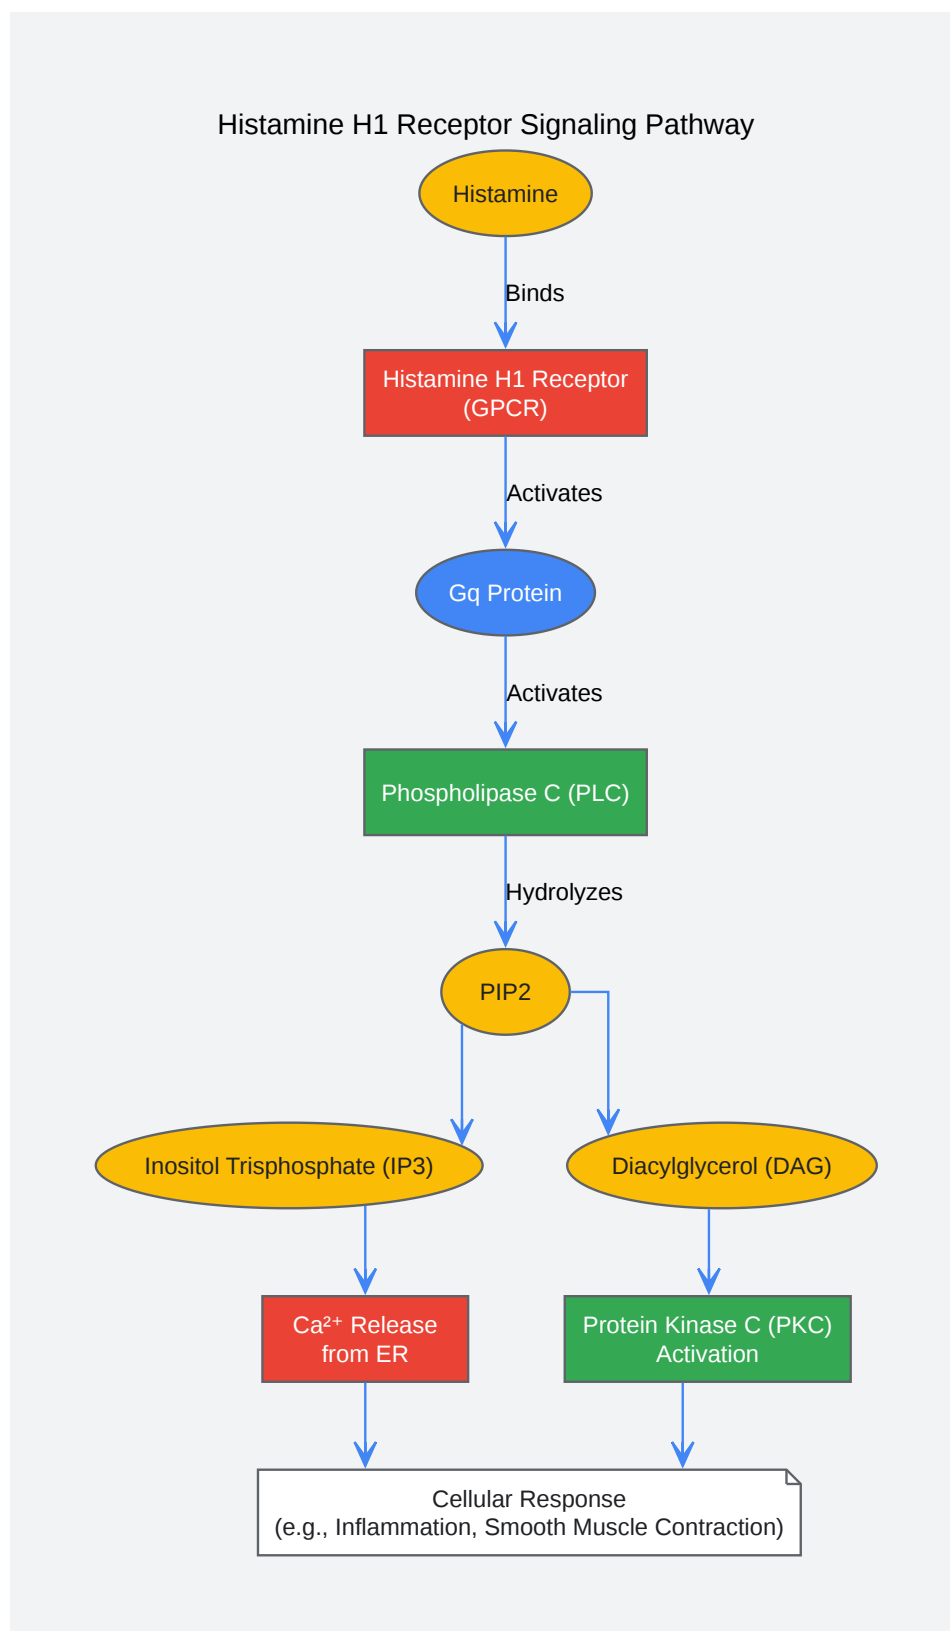 Histamine H1 Receptor Signaling Pathway
Histamine
Binds
Histamine H1 Receptor
(GPCR)
Activates
Gq Protein
Activates
Phospholipase C (PLC)
Hydrolyzes
PIP2
Inositol Trisphosphate (IP3)
Diacylglycerol (DAG)
Ca²⁺ Release
from ER
Protein Kinase C (PKC)
Activation
Cellular Response
(e.g., Inflammation, Smooth Muscle Contraction)